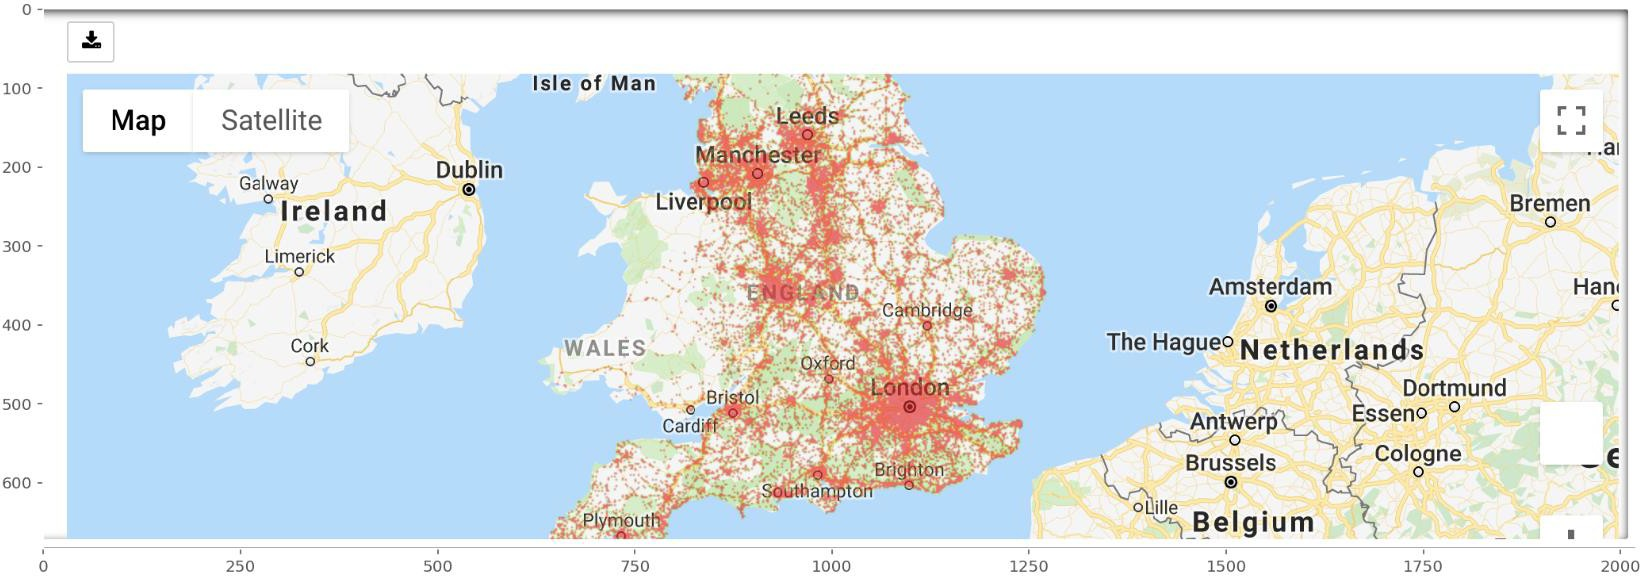 0
100
200
300
400
500
600
Map
Satellite
Isle of Man
Leeds
Manchester
Liverpool
Dublin
Galway
Ireland
Limerick
Cork
ENGLAND
Cambridge
WALES
Oxford
London
Bristol
Cardiff
Brighton
Southampton
Plymouth
Bremen
Amsterdam
The Hague
Netherlands
Dortmund
Essen
Antwerp
Cologne
Brussels
Lille
Belgium
0
250
500
750
1000
1250
1500
1750
2000